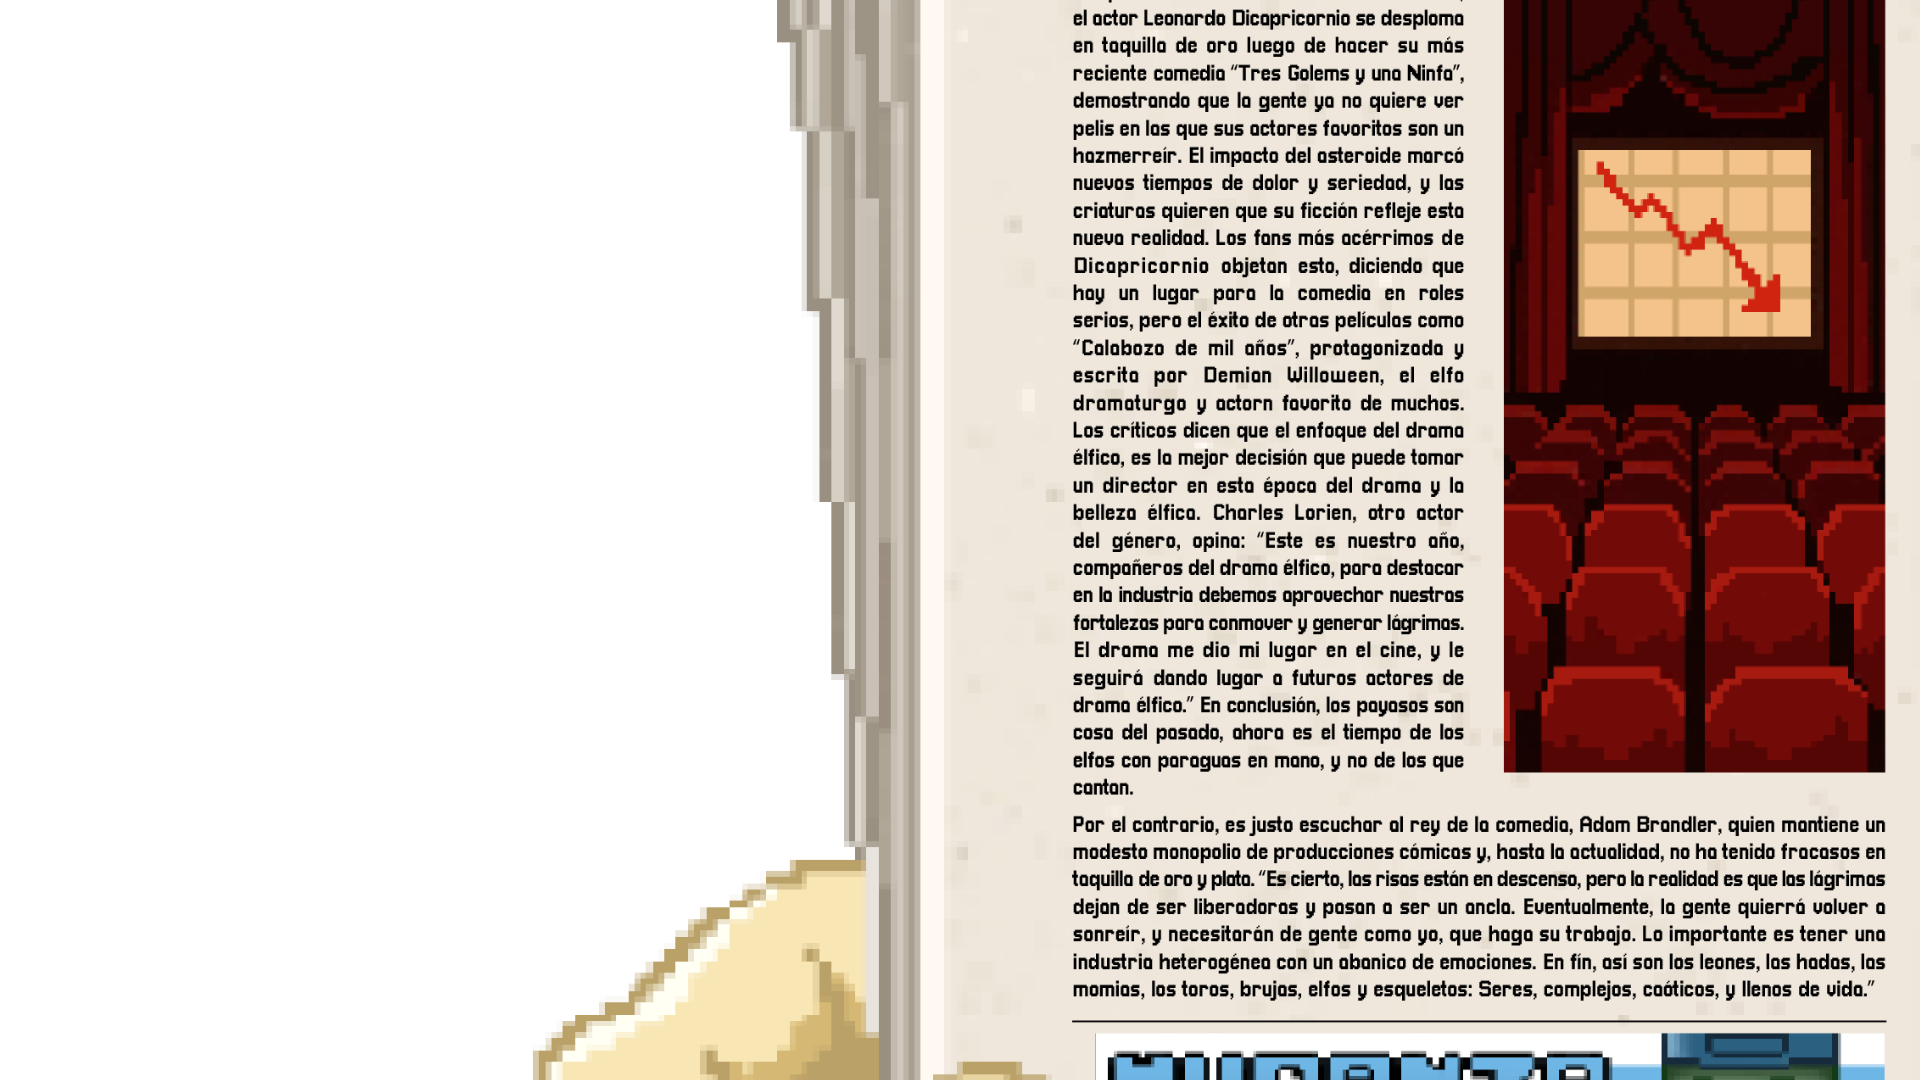 el actor Leonardo Dicapricornio se desploma
en taquilla de oro luego de hacer su más
reciente comedia "Tres Golems y una Ninfa",
demostrando que la gente ya no quiere ver
pelis en las que sus actores favoritos son un
hazmerreír. El impacto del asteroide marcó
nuevos tiempos de dolor y seriedad, y las
criaturas quieren que su ficción refleje esta
nueva realidad. Los fans más acérrimos de
Dicapricornio objetan esto, diciendo que
hay un lugar para la comedia en roles
serios, pero el éxito de otras películas como
"Calabozo de mil años", protagonizada y
escrita por Demian Willoween, el elfo
dramaturgo y actorn favorito de muchos.
Los críticos dicen que el enfoque del drama
élfico, es la mejor decisión que puede tomar
un director en esta época del drama y la
belleza élfica. Charles Lorien, otro actor
del género, opina: "Este es nuestro año,
compañeros del drama élfico, para destacar
en la industria debemos aprovechar nuestras
fortalezas para conmover y generar lágrimas.
El drama me dio mi lugar en el cine, y le
seguirá dando lugar a futuros actores de
drama élfico." En conclusión, los payasos son
cosa del pasado, ahora es el tiempo de los
elfos con paraguas en mano, y no de los que
cantan.
Por el contrario, es justo escuchar al rey de la comedia, Adam Brandler, quien mantiene un
modesto monopolio de producciones cómicas y, hasta la actualidad, no ha tenido fracasos en
taquilla de oro y plata. "Es cierto, las risas están en descenso, pero la realidad es que las lágrimas
dejan de ser liberadoras y pasan a ser un ancla. Eventualmente, la gente querrá volver a
sonreír, y necesitarán de gente como yo, que haga su trabajo. Lo importante es tener una
industria heterogénea con un abanico de emociones. En fín, así son los leones, las hadas, las
momias, los toros, brujas, elfos y esqueletos: Seres, complejos, caóticos, y llenos de vida."